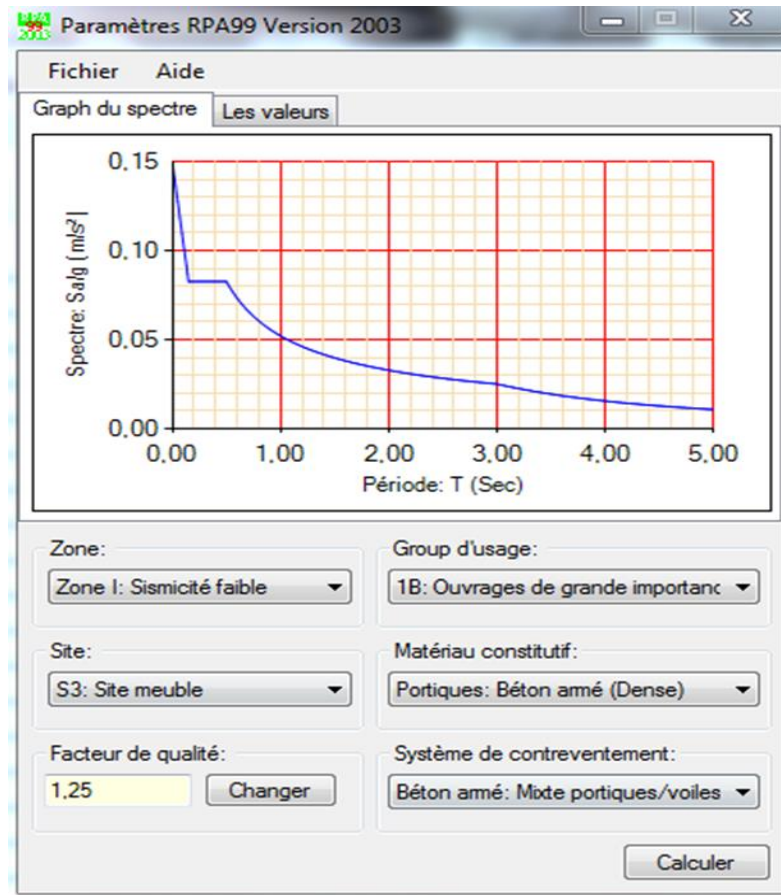 RPA 99 2003 Paramètres RPA99 Version 2003
Fichier Aide
Graph du spectre Les valeurs
0,15
0,10
0,05
0,00
Spectre: Sa/g [m/s²]
0,00 1,00 2,00 3,00 4,00 5,00
Période: T (Sec)
Zone: Group d'usage:
Zone I: Sismicité faible 1B: Ouvrages de grande importanc
Site: Matériau constitutif:
S3: Site meuble Portiques: Béton armé (Dense)
Facteur de qualité: Système de contreventement:
1,25 Changer Béton armé: Mixte portiques/voiles
Calculer